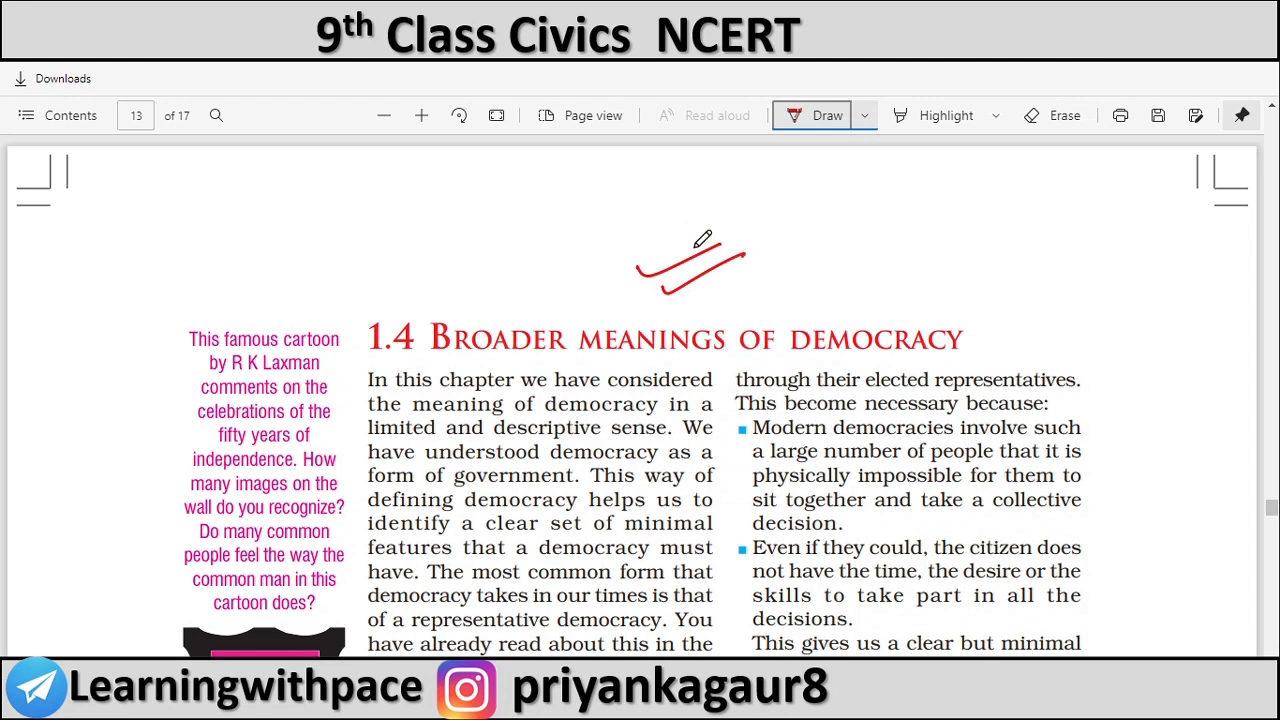 9th Class Civics NCERT
Downloads
Contents 13 of 17 Page view Read aloud Draw Highlight Erase
This famous cartoon
by R K Laxman
comments on the
celebrations of the
fifty years of
independence. How
many images on the
wall do you recognize?
Do many common
people feel the way the
common man in this
cartoon does?
1.4 BROADER MEANINGS OF DEMOCRACY
In this chapter we have considered
the meaning of democracy in a
limited and descriptive sense. We
have understood democracy as a
form of government. This way of
defining democracy helps us to
identify a clear set of minimal
features that a democracy must
have. The most common form that
democracy takes in our times is that
of a representative democracy. You
have already read about this in the
through their elected representatives.
This become necessary because:
Modern democracies involve such
a large number of people that it is
physically impossible for them to
sit together and take a collective
decision.
Even if they could, the citizen does
not have the time, the desire or the
skills to take part in all the
decisions.
This gives us a clear but minimal
Learningwithpace priyankagaur8